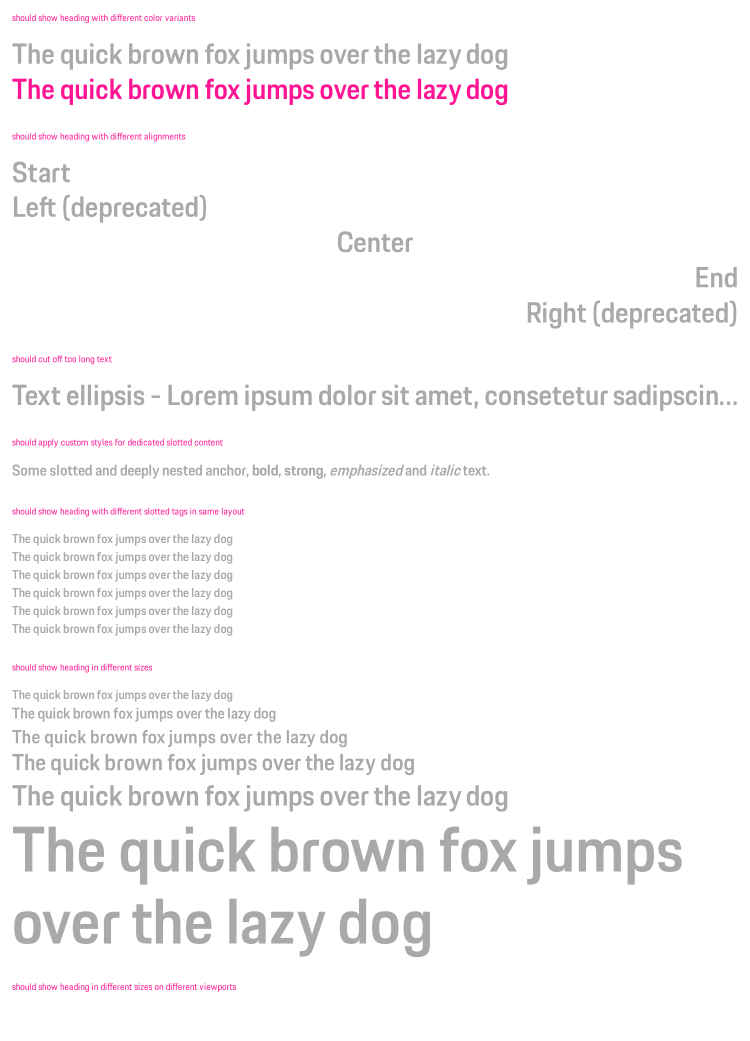 should show heading with different color variants
The quick brown fox jumps over the lazy dog
The quick brown fox jumps over the lazy dog
should show heading with different alignments
Start
Left (deprecated)
Center
End
Right (deprecated)
should cut off too long text
Text ellipsis - Lorem ipsum dolor sit amet, consetetur sadipscin...
should apply custom styles for dedicated slotted content
Some slotted and deeply nested anchor, bold, strong, emphasized and italic text.
should show heading with different slotted tags in same layout
The quick brown fox jumps over the lazy dog
The quick brown fox jumps over the lazy dog
The quick brown fox jumps over the lazy dog
The quick brown fox jumps over the lazy dog
The quick brown fox jumps over the lazy dog
The quick brown fox jumps over the lazy dog
should show heading in different sizes
The quick brown fox jumps over the lazy dog
The quick brown fox jumps over the lazy dog
The quick brown fox jumps over the lazy dog
The quick brown fox jumps over the lazy dog
The quick brown fox jumps over the lazy dog
The quick brown fox jumps
over the lazy dog
should show heading in different sizes on different viewports